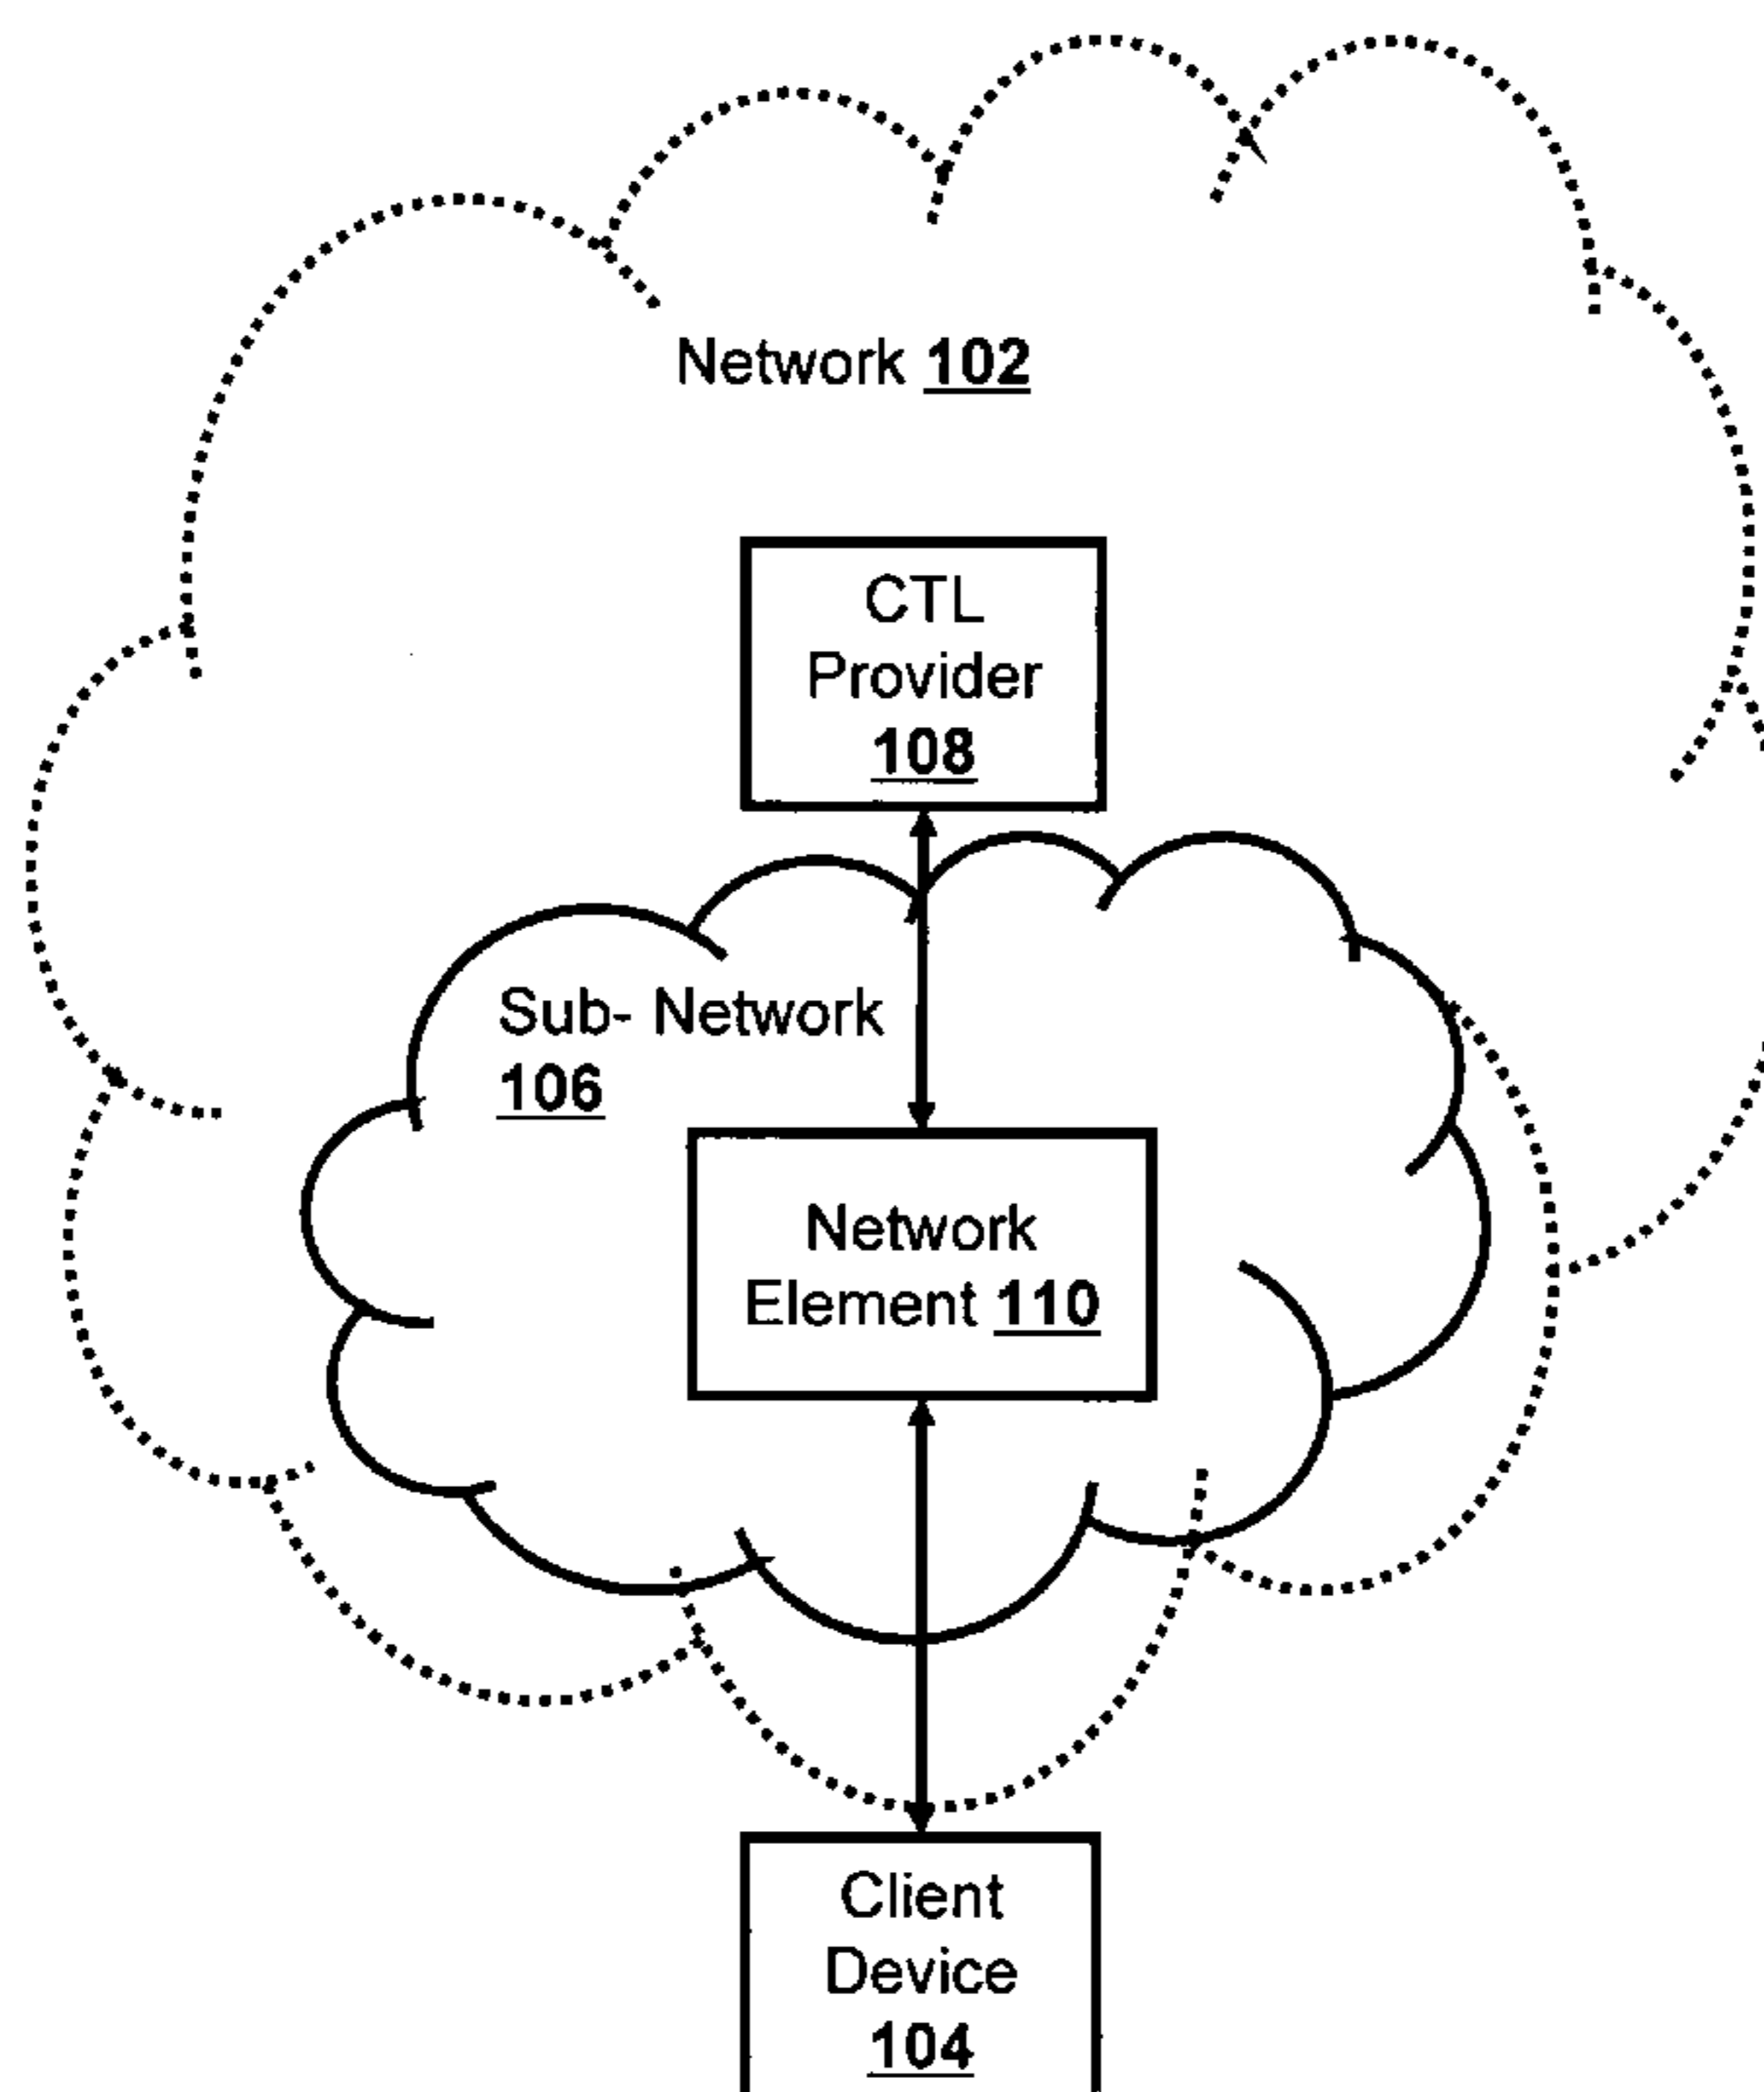 Network 102
CTL
Provider
108
Sub- Network
106
Network
Element 110
Client
Device
104